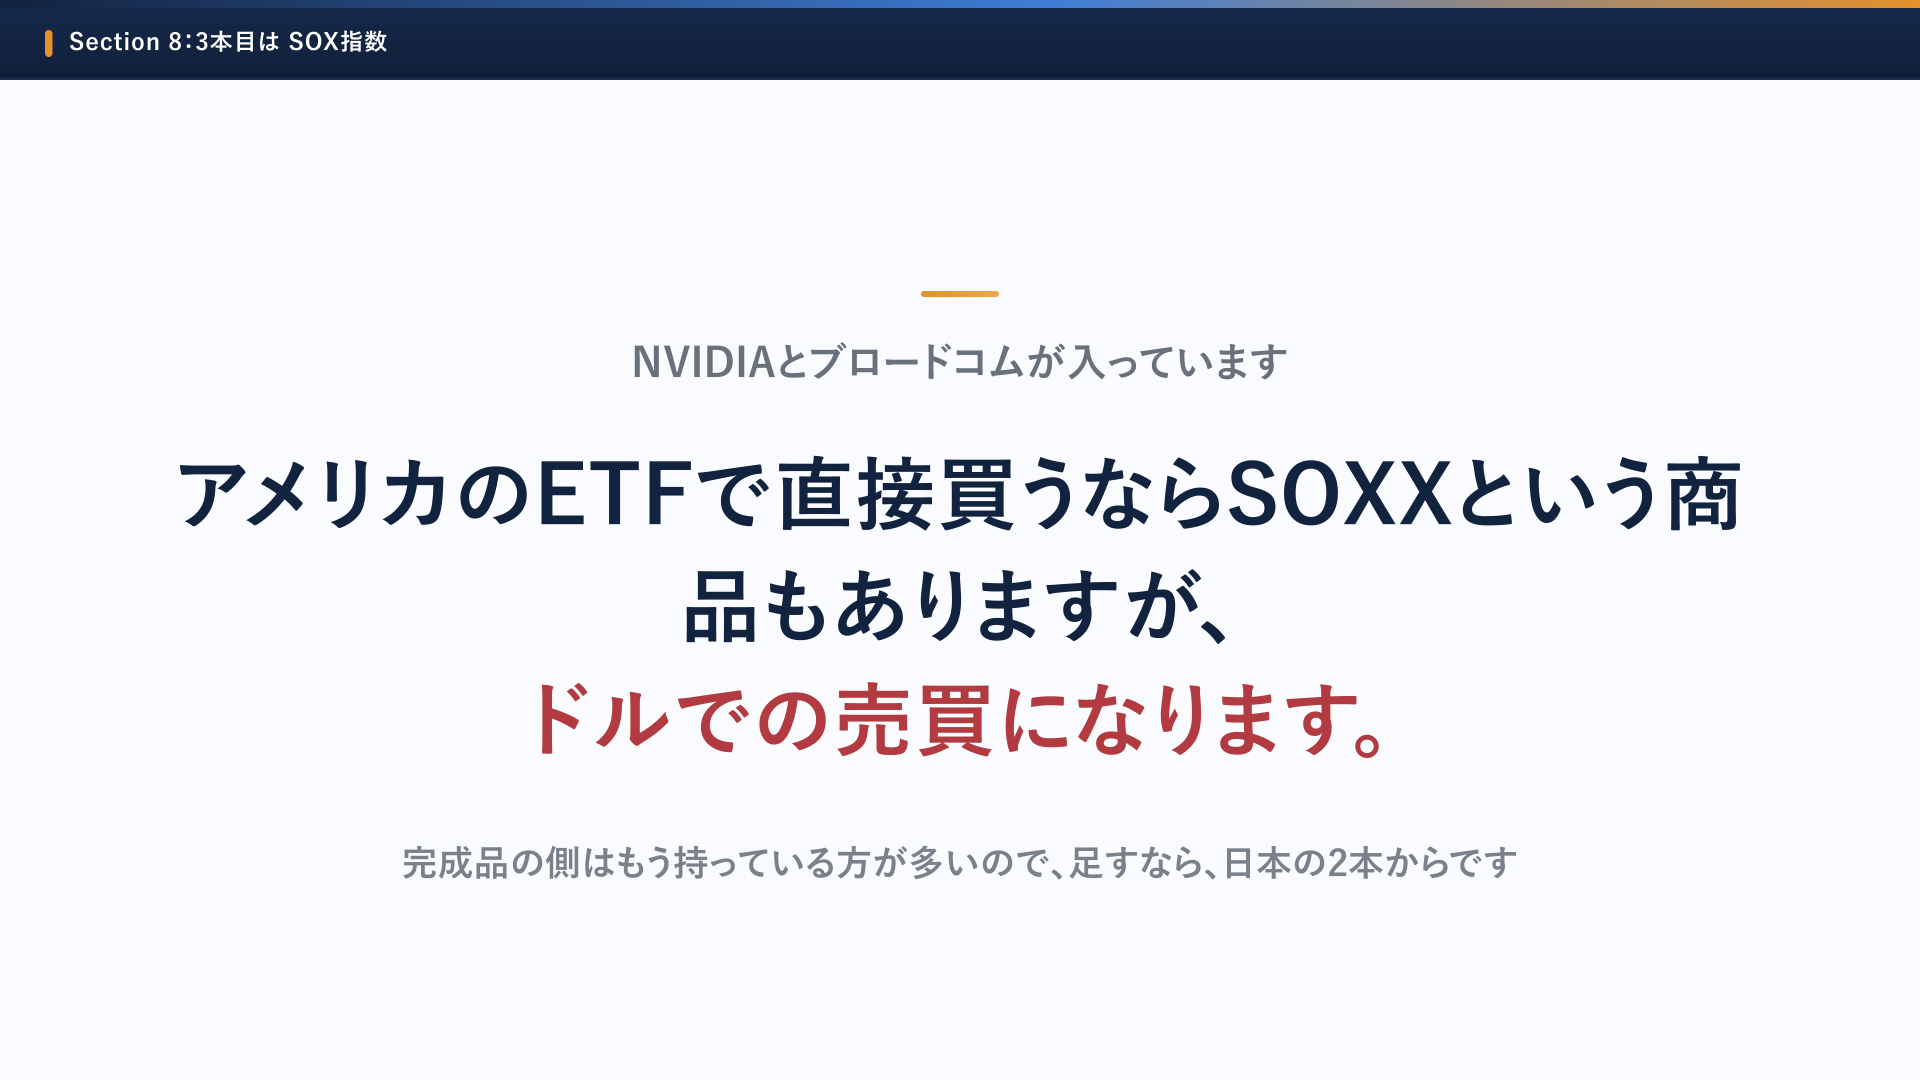 Section 8：3本目は SOX指数
NVIDIAとブロードコムが入っています
アメリカのETFで直接買うならSOXXという商
品もありますが、
ドルでの売買になります。
完成品の側はもう持っている方が多いので、足すなら、日本の2本からです